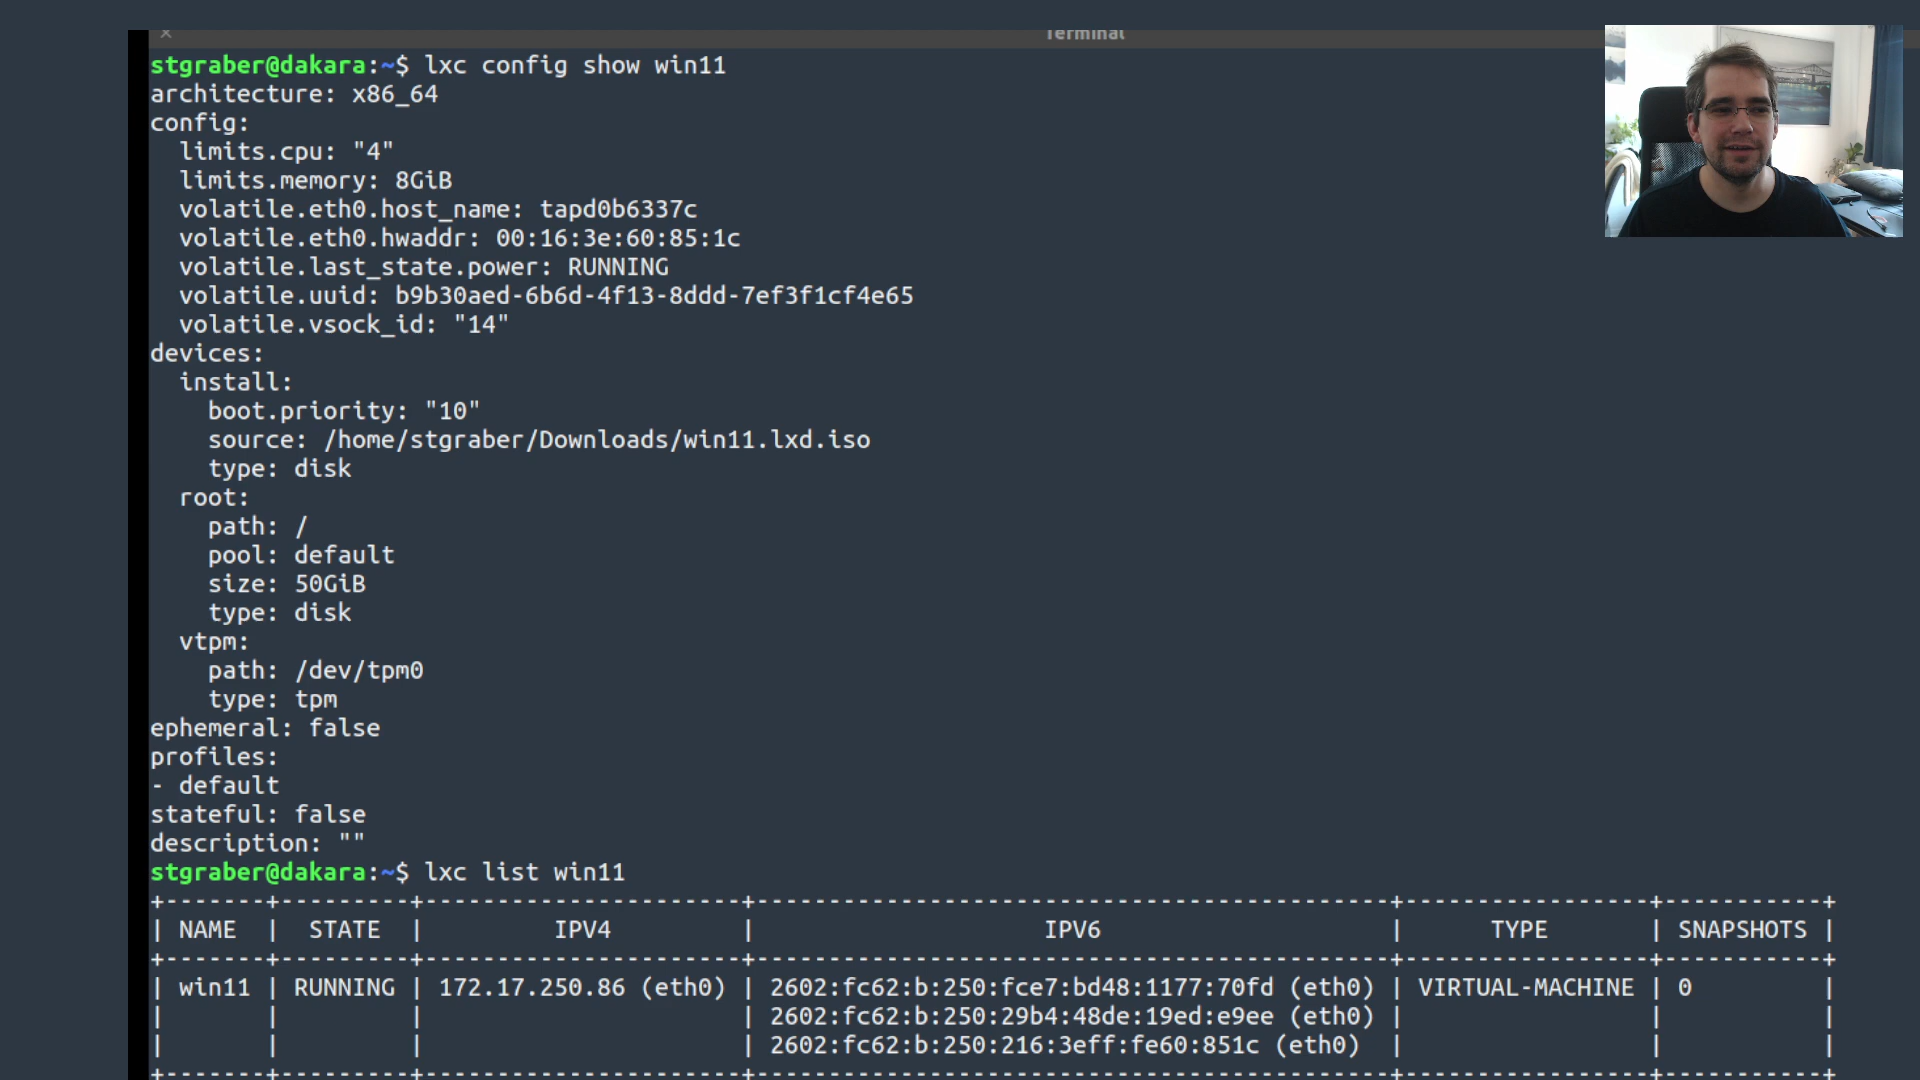 Terminal
stgraber@dakara:~$ lxc config show win11
architecture: x86_64
config:
  limits.cpu: "4"
  limits.memory: 8GiB
  volatile.eth0.host_name: tapd0b6337c
  volatile.eth0.hwaddr: 00:16:3e:60:85:1c
  volatile.last_state.power: RUNNING
  volatile.uuid: b9b30aed-6b6d-4f13-8ddd-7ef3f1cf4e65
  volatile.vsock_id: "14"
devices:
  install:
    boot.priority: "10"
    source: /home/stgraber/Downloads/win11.lxd.iso
    type: disk
  root:
    path: /
    pool: default
    size: 50GiB
    type: disk
  vtpm:
    path: /dev/tpm0
    type: tpm
ephemeral: false
profiles:
- default
stateful: false
description: ""
stgraber@dakara:~$ lxc list win11
+-------+---------+----------------------+--------------------------------------------+-----------------+-----------+
| NAME  |  STATE  |         IPV4         |                    IPV6                    |      TYPE       | SNAPSHOTS |
+-------+---------+----------------------+--------------------------------------------+-----------------+-----------+
| win11 | RUNNING | 172.17.250.86 (eth0) | 2602:fc62:b:250:fce7:bd48:1177:70fd (eth0) | VIRTUAL-MACHINE | 0         |
|       |         |                      | 2602:fc62:b:250:29b4:48de:19ed:e9ee (eth0) |                 |           |
|       |         |                      | 2602:fc62:b:250:216:3eff:fe60:851c (eth0)  |                 |           |
+-------+---------+----------------------+--------------------------------------------+-----------------+-----------+